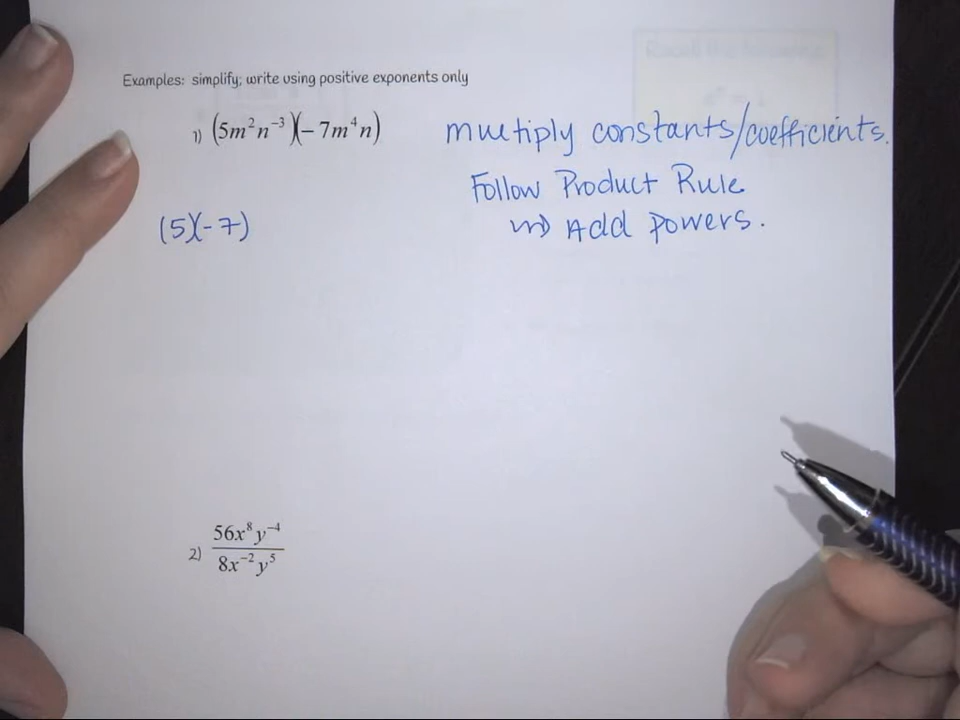 Examples: simplify; write using positive exponents only
1) (5m²n⁻³)(− 7m⁴n)
multiply constants/coefficients.
Follow Product Rule
⇝ Add powers.
(5)(-7)
2) 56x⁸y⁻⁴
8x⁻²y⁵